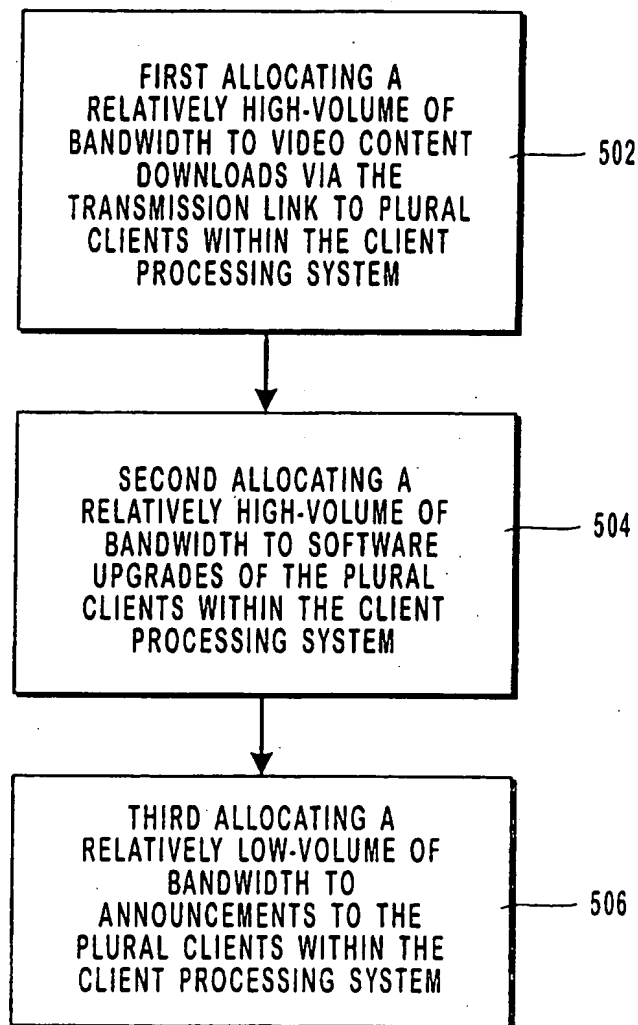 FIRST ALLOCATING A
RELATIVELY HIGH-VOLUME OF
BANDWIDTH TO VIDEO CONTENT
DOWNLOADS VIA THE
TRANSMISSION LINK TO PLURAL
CLIENTS WITHIN THE CLIENT
PROCESSING SYSTEM
502
SECOND ALLOCATING A
RELATIVELY HIGH-VOLUME OF
BANDWIDTH TO SOFTWARE
UPGRADES OF THE PLURAL
CLIENTS WITHIN THE CLIENT
PROCESSING SYSTEM
504
THIRD ALLOCATING A
RELATIVELY LOW-VOLUME OF
BANDWIDTH TO
ANNOUNCEMENTS TO THE
PLURAL CLIENTS WITHIN THE
CLIENT PROCESSING SYSTEM
506